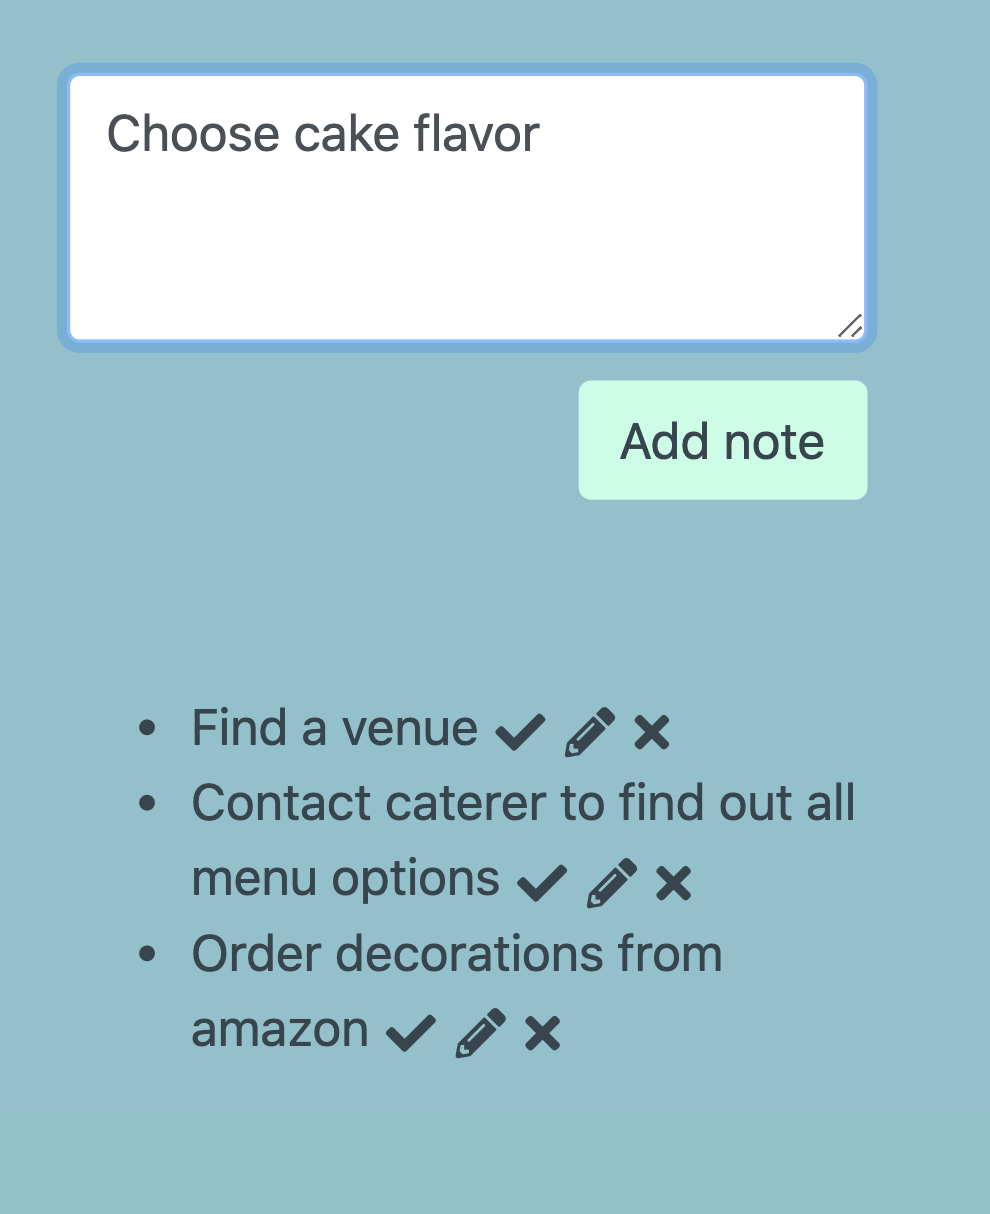 Choose cake flavor
Add note
Find a venue
Contact caterer to find out all
menu options
Order decorations from
amazon